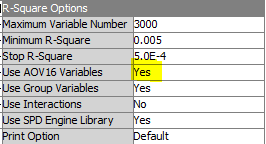 R-Square Options
Maximum Variable Number 3000
Minimum R-Square 0.005
Stop R-Square 5.0E-4
Use AOV16 Variables Yes
Use Group Variables Yes
Use Interactions No
Use SPD Engine Library Yes
Print Option Default